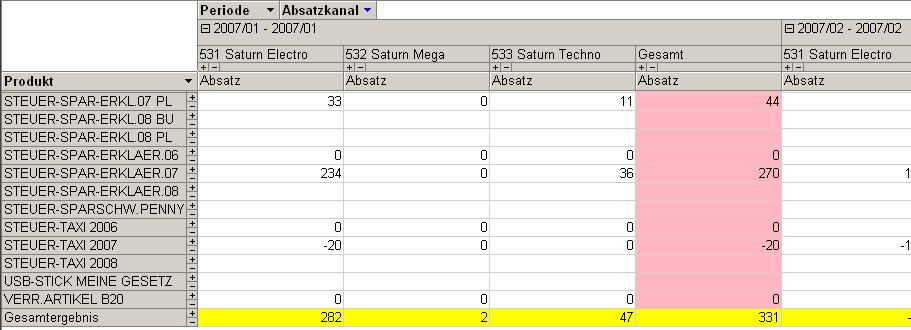 Periode Absatzkanal
2007/01 - 2007/01 2007/02 - 2007/02
531 Saturn Electro 532 Saturn Mega 533 Saturn Techno Gesamt 531 Saturn Electro
Produkt Absatz Absatz Absatz Absatz Absatz
STEUER-SPAR-ERKL.07 PL 33 0 11 44
STEUER-SPAR-ERKL.08 BU
STEUER-SPAR-ERKL.08 PL
STEUER-SPAR-ERKLAER.06 0 0 0 0
STEUER-SPAR-ERKLAER.07 234 0 36 270 1
STEUER-SPAR-ERKLAER.08
STEUER-SPARSCHW.PENNY
STEUER-TAXI 2006 0 0 0 0
STEUER-TAXI 2007 -20 0 0 -20 -1
STEUER-TAXI 2008
USB-STICK MEINE GESETZ
VERR.ARTIKEL B20 0 0 0 0
Gesamtergebnis 282 2 47 331 -